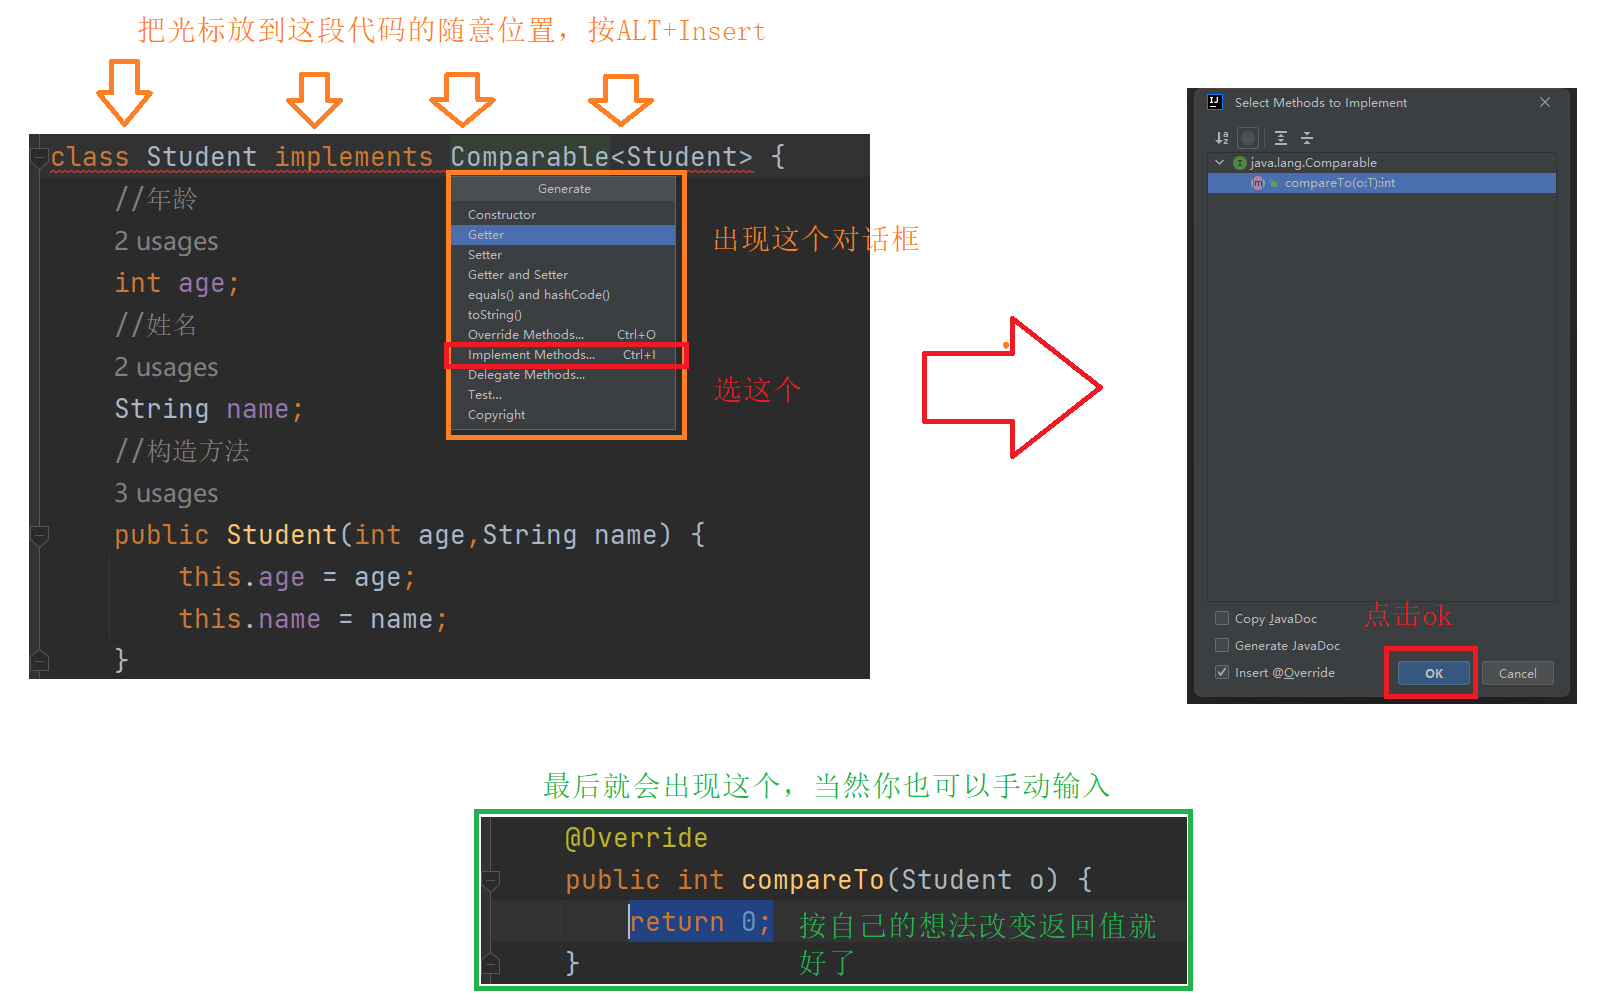 把光标放到这段代码的随意位置，按ALT+Insert
class Student implements Comparable<Student> {
//年龄
2 usages
int age;
//姓名
2 usages
String name;
//构造方法
3 usages
public Student(int age,String name) {
this.age = age;
this.name = name;
}
Generate
Constructor
Getter
Setter
Getter and Setter
equals() and hashCode()
toString()
Override Methods... Ctrl+O
Implement Methods... Ctrl+I
Delegate Methods...
Test...
Copyright
出现这个对话框
选这个
Select Methods to Implement
java.lang.Comparable
compareTo(o:T):int
Copy JavaDoc
Generate JavaDoc
Insert @Override
点击ok
OK
Cancel
最后就会出现这个，当然你也可以手动输入
@Override
public int compareTo(Student o) {
return 0;
按自己的想法改变返回值就
好了
}